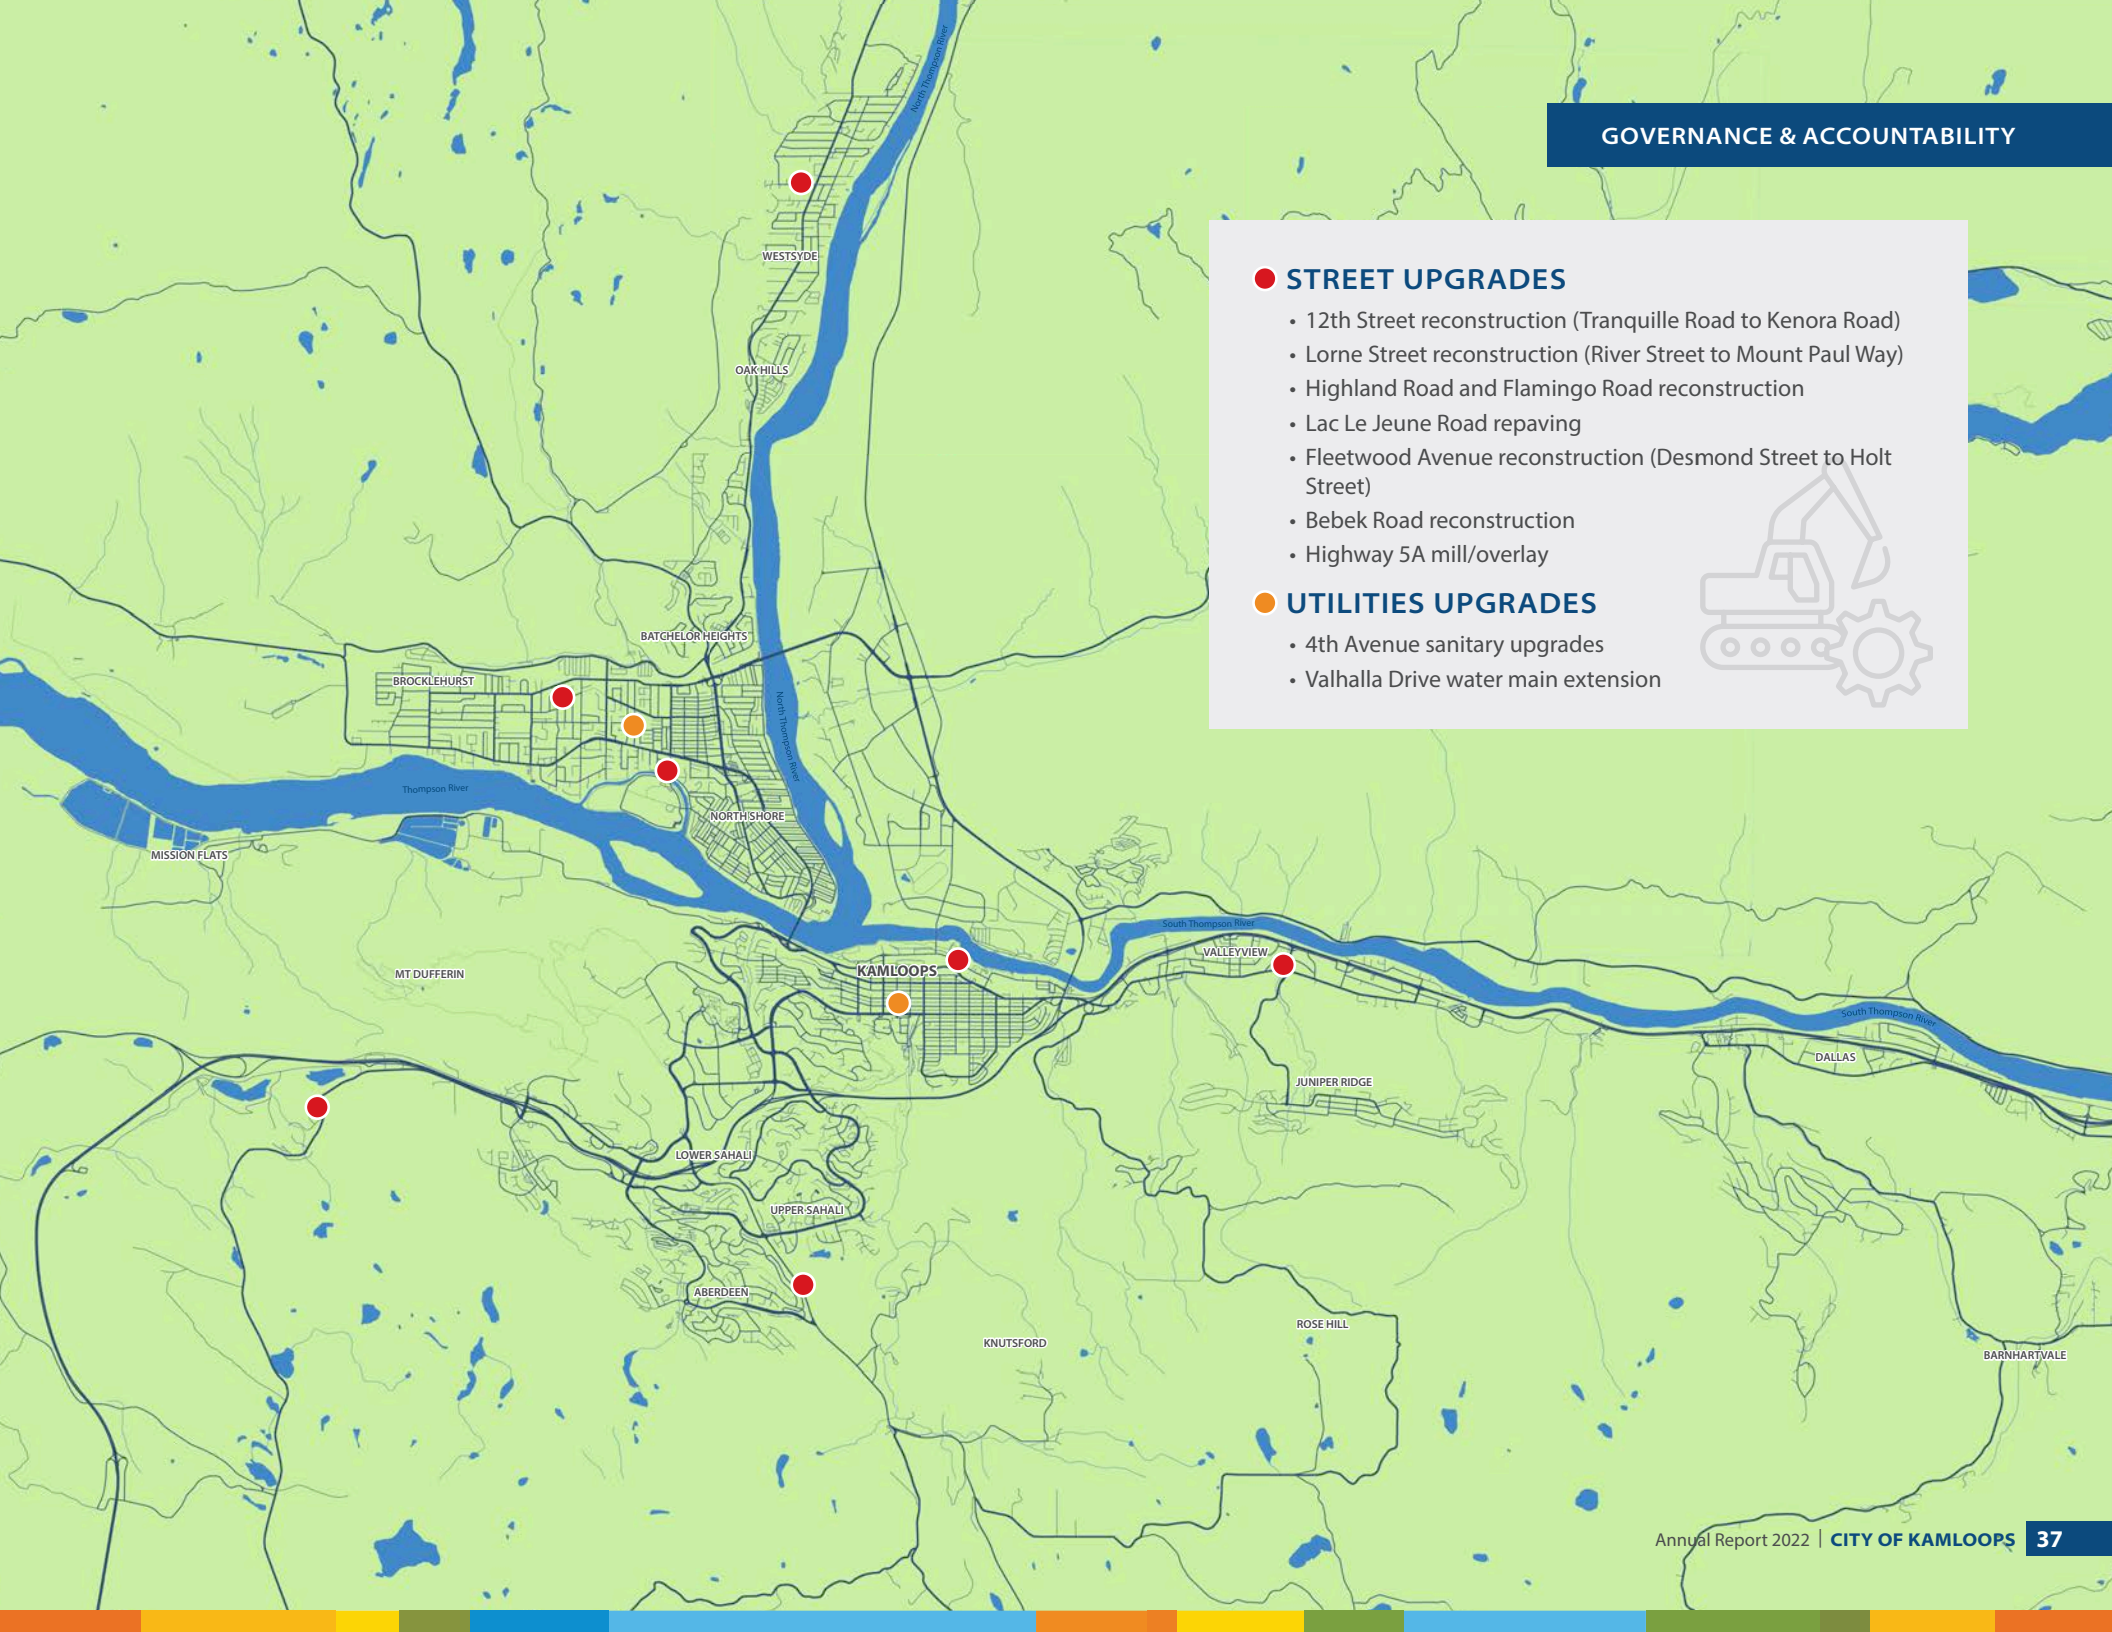 GOVERNANCE & ACCOUNTABILITY
STREET UPGRADES
• 12th Street reconstruction (Tranquille Road to Kenora Road)
• Lorne Street reconstruction (River Street to Mount Paul Way)
• Highland Road and Flamingo Road reconstruction
• Lac Le Jeune Road repaving
• Fleetwood Avenue reconstruction (Desmond Street to Holt
Street)
• Bebek Road reconstruction
• Highway 5A mill/overlay
UTILITIES UPGRADES
• 4th Avenue sanitary upgrades
• Valhalla Drive water main extension
North Thompson River
WESTSYDE
OAK HILLS
BATCHELOR HEIGHTS
BROCKLEHURST
North Thompson River
Thompson River
NORTH SHORE
MISSION FLATS
South Thompson River
VALLEYVIEW
KAMLOOPS
MT DUFFERIN
South Thompson River
DALLAS
JUNIPER RIDGE
LOWER SAHALI
UPPER SAHALI
ABERDEEN
ROSE HILL
KNUTSFORD
BARNHARTVALE
Annual Report 2022 | CITY OF KAMLOOPS 37